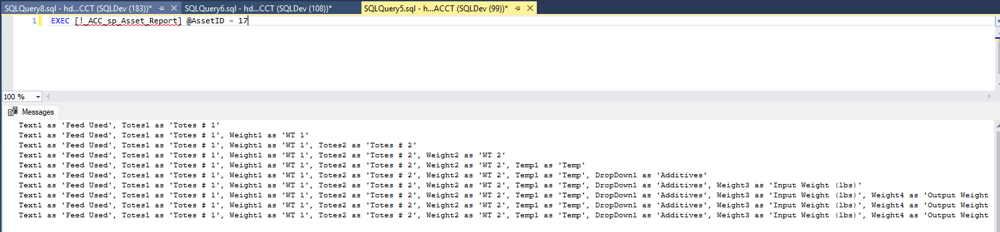 SQLQuery8.sql - hd...CCT (SQLDev (183))* SQLQuery6.sql - hd...CCT (SQLDev (108))* SQLQuery5.sql - h...ACCT (SQLDev (99))*
1 EXEC [!_ACC_sp_Asset_Report] @AssetID = 17
100 %
Messages
Text1 as 'Feed Used', Totes1 as 'Totes # 1'
Text1 as 'Feed Used', Totes1 as 'Totes # 1', Weight1 as 'WT 1'
Text1 as 'Feed Used', Totes1 as 'Totes # 1', Weight1 as 'WT 1', Totes2 as 'Totes # 2'
Text1 as 'Feed Used', Totes1 as 'Totes # 1', Weight1 as 'WT 1', Totes2 as 'Totes # 2', Weight2 as 'WT 2'
Text1 as 'Feed Used', Totes1 as 'Totes # 1', Weight1 as 'WT 1', Totes2 as 'Totes # 2', Weight2 as 'WT 2', Temp1 as 'Temp'
Text1 as 'Feed Used', Totes1 as 'Totes # 1', Weight1 as 'WT 1', Totes2 as 'Totes # 2', Weight2 as 'WT 2', Temp1 as 'Temp', DropDown1 as 'Additives'
Text1 as 'Feed Used', Totes1 as 'Totes # 1', Weight1 as 'WT 1', Totes2 as 'Totes # 2', Weight2 as 'WT 2', Temp1 as 'Temp', DropDown1 as 'Additives', Weight3 as 'Input Weight (lbs)'
Text1 as 'Feed Used', Totes1 as 'Totes # 1', Weight1 as 'WT 1', Totes2 as 'Totes # 2', Weight2 as 'WT 2', Temp1 as 'Temp', DropDown1 as 'Additives', Weight3 as 'Input Weight (lbs)', Weight4 as 'Output Weight
Text1 as 'Feed Used', Totes1 as 'Totes # 1', Weight1 as 'WT 1', Totes2 as 'Totes # 2', Weight2 as 'WT 2', Temp1 as 'Temp', DropDown1 as 'Additives', Weight3 as 'Input Weight (lbs)', Weight4 as 'Output Weight
Text1 as 'Feed Used', Totes1 as 'Totes # 1', Weight1 as 'WT 1', Totes2 as 'Totes # 2', Weight2 as 'WT 2', Temp1 as 'Temp', DropDown1 as 'Additives', Weight3 as 'Input Weight (lbs)', Weight4 as 'Output Weight